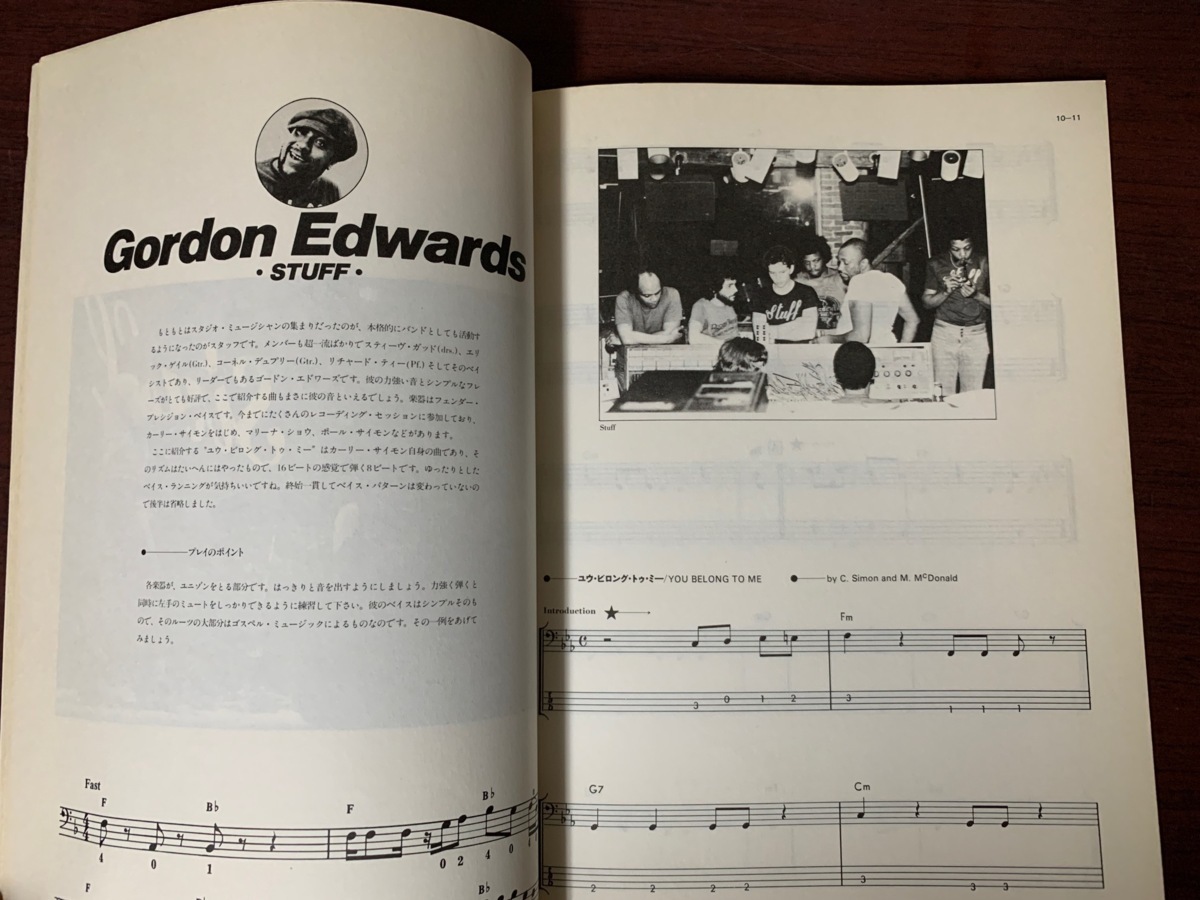 Gordon Edwards
・STUFF・
もともとはスタジオ・ミュージシャンの集まりだったのが、本格的にバンドとしても活動す
るようになったのがスタッフです。メンバーも超一流ばかりでスティーヴ・ガッド(drs.)、エリ
ック・ゲイル(Gtr.)、コーネル・デュプリー(Gtr.)、リチャード・ティー(Pf.)そしてそのベイ
シストであり、リーダーでもあるゴードン・エドワーズです。彼の力強い音とシンプルなフレ
ーズがとても好評で、ここで紹介する曲もまさに彼の音といえるでしょう。楽器はフェンダー・
プレシジョン・ベイスです。今までにたくさんのレコーディング・セッションに参加しており、
カーリー・サイモンをはじめ、マリーナ・ショウ、ポール・サイモンなどがあります。
ここに紹介する"ユウ・ビロング・トゥ・ミー"はカーリー・サイモン自身の曲であり、そ
のリズムはたいへんにはやったもので、16ビートの感覚で弾く8ビートです。ゆったりとした
ベイス・ランニングが気持ちいいですね。終始一貫してベイス・パターンは変わっていないの
で後半は省略しました。
プレイのポイント
各楽器が、ユニゾンをとる部分です。はっきりと音を出すようにしましょう。力強く弾くと
同時に左手のミュートをしっかりできるように練習して下さい。彼のベイスはシンプルそのも
ので、そのルーツの大部分はゴスペル・ミュージックによるものなのです。その一例をあげて
みましょう。
Fast
F B♭ F B♭
4 0 1 0 2 4 0
F B♭ B♭
10-11
Stuff
Stuff
ユウ・ビロング・トゥ・ミー/YOU BELONG TO ME by C. Simon and M. McDonald
Introduction
Fm
3 0 1 2 3 1 1 1
G7 Cm
2 2 2 2 3 3 3